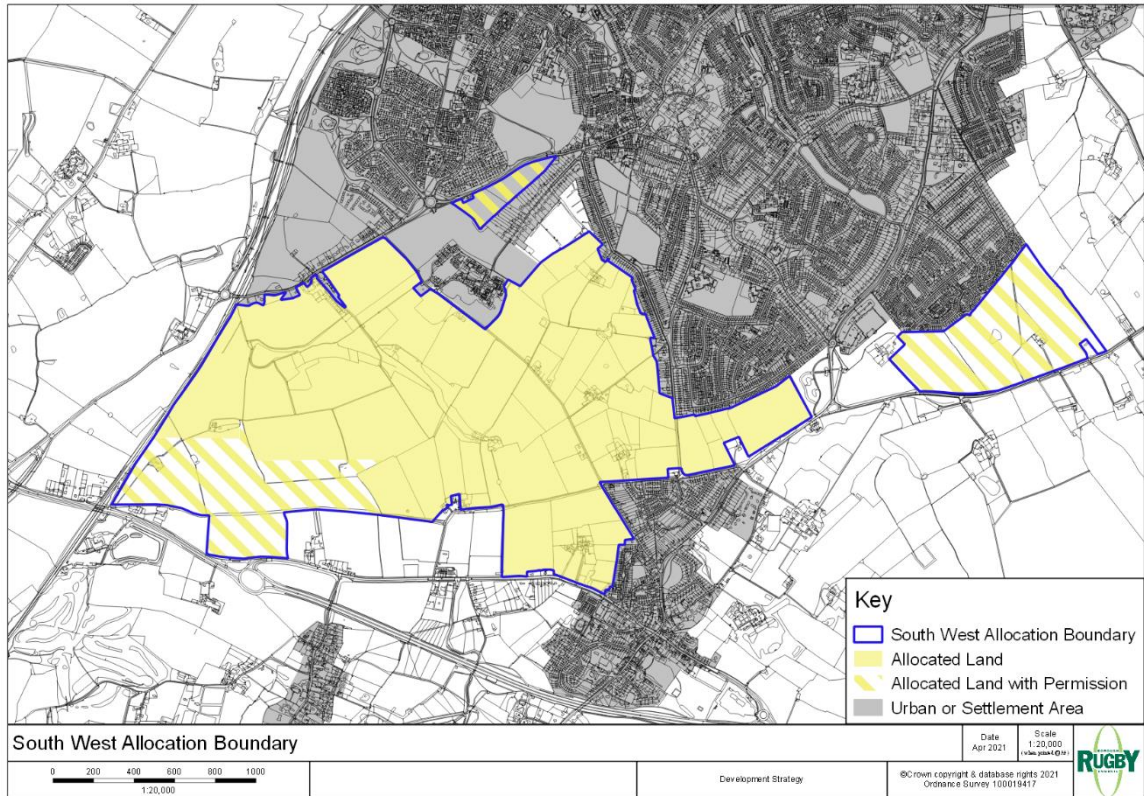 Key
South West Allocation Boundary
Allocated Land
Allocated Land with Permission
Urban or Settlement Area
South West Allocation Boundary
Date
Apr 2021
Scale
1:20,000
0 200 400 600 800 1000
1:20,000
Development Strategy
©Crown copyright & database rights 2021
Ordnance Survey 100019417
RUGBY